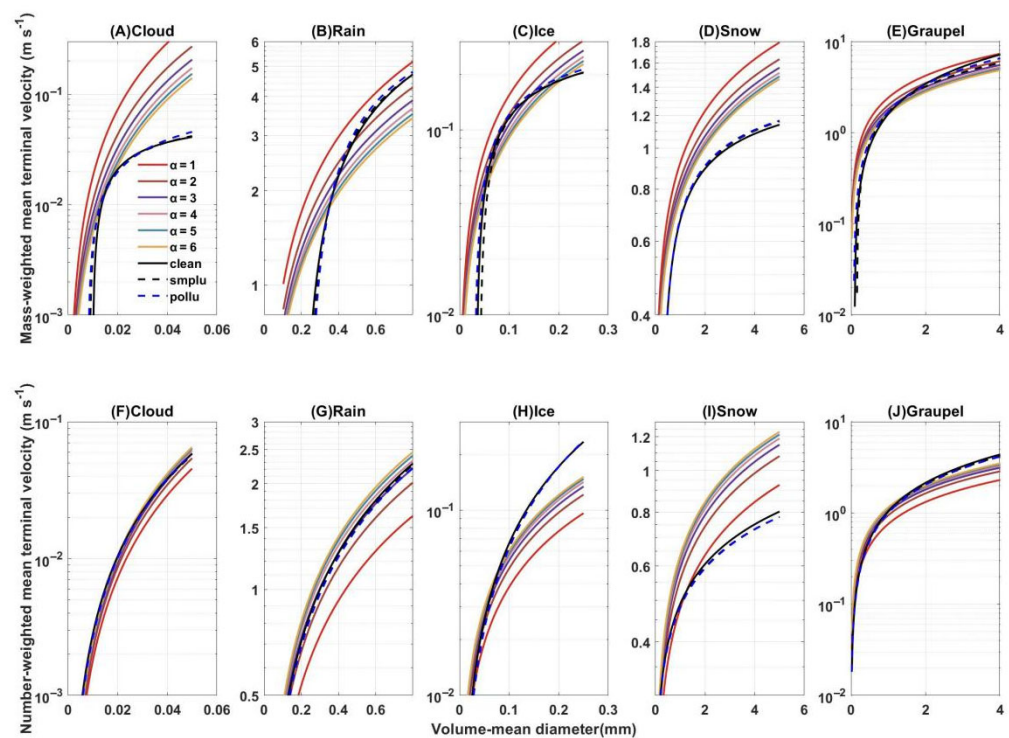 (A)Cloud
(B)Rain
(C)Ice
(D)Snow
(E)Graupel
Mass-weighted mean terminal velocity (m s⁻¹)
10⁻¹
10⁻²
10⁻³
α = 1
α = 2
α = 3
α = 4
α = 5
α = 6
clean
smplu
pollu
0 0.02 0.04 0.06
6
5
4
3
2
1
0 0.2 0.4 0.6
10⁻¹
10⁻²
0 0.1 0.2 0.3
1.8
1.6
1.4
1.2
1
0.8
0.6
0.4
0 2 4 6
10¹
10⁰
10⁻¹
10⁻²
0 2 4
(F)Cloud
(G)Rain
(H)Ice
(I)Snow
(J)Graupel
Number-weighted mean terminal velocity (m s⁻¹)
10⁻¹
10⁻²
10⁻³
0 0.02 0.04 0.06
3
2.5
2
1.5
1
0.5
0 0.2 0.4 0.6
10⁻¹
10⁻²
0 0.1 0.2 0.3
1.2
1
0.8
0.6
0.4
0 2 4 6
10¹
10⁰
10⁻¹
10⁻²
0 2 4
Volume-mean diameter(mm)